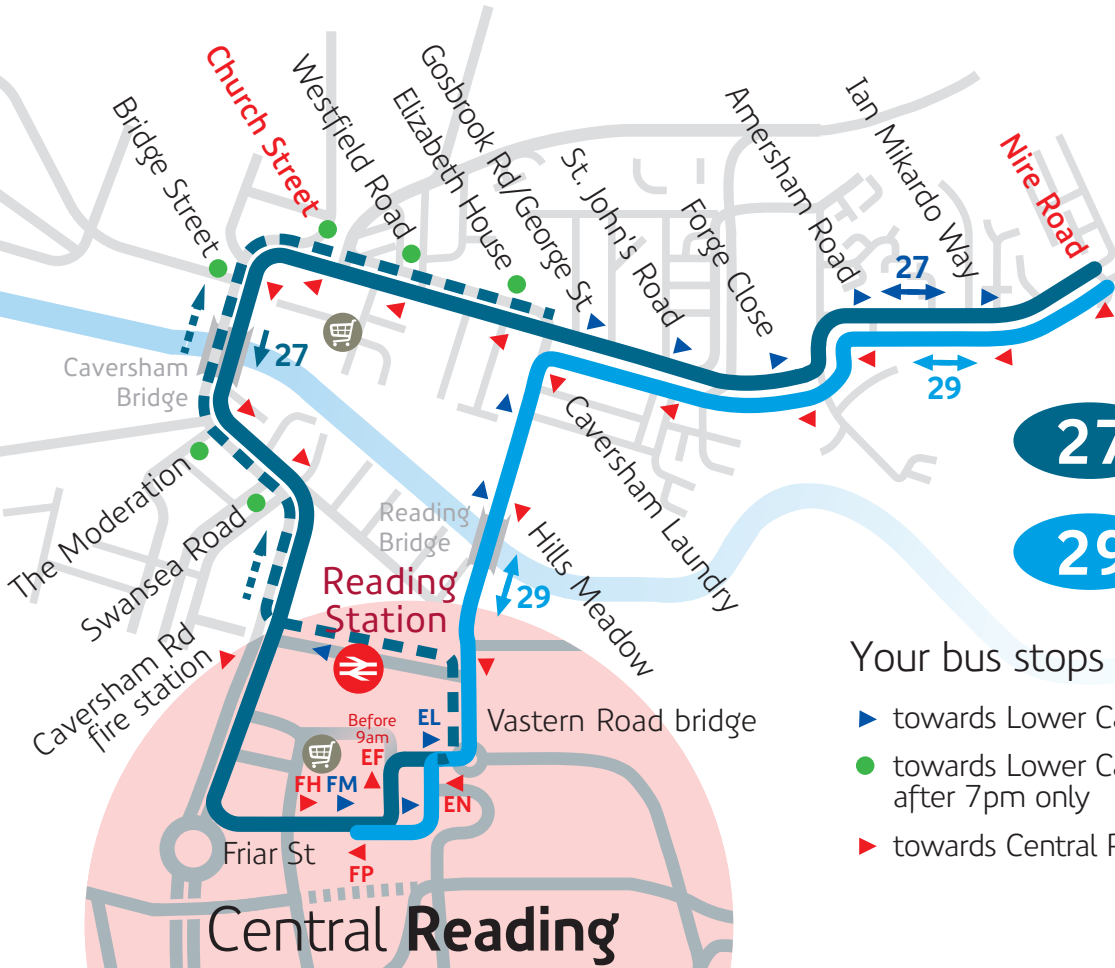 Bridge Street
Church Street
Westfield Road
Elizabeth House
Gosbrook Rd/George St
St. John's Road
Forge Close
Amersham Road
Ian Mikardo Way
Nire Road
27
29
27
Caversham
Bridge
The Moderation
Swansea Road
Caversham Rd
fire station
Reading
Bridge
Caversham Laundry
Hills Meadow
29
Reading
Station
Vastern Road bridge
Before
9am
EF
EL
FH
FM
EN
FP
Friar St
Central Reading
27
29
Your bus stops
towards Lower Ca
towards Lower Ca
after 7pm only
towards Central